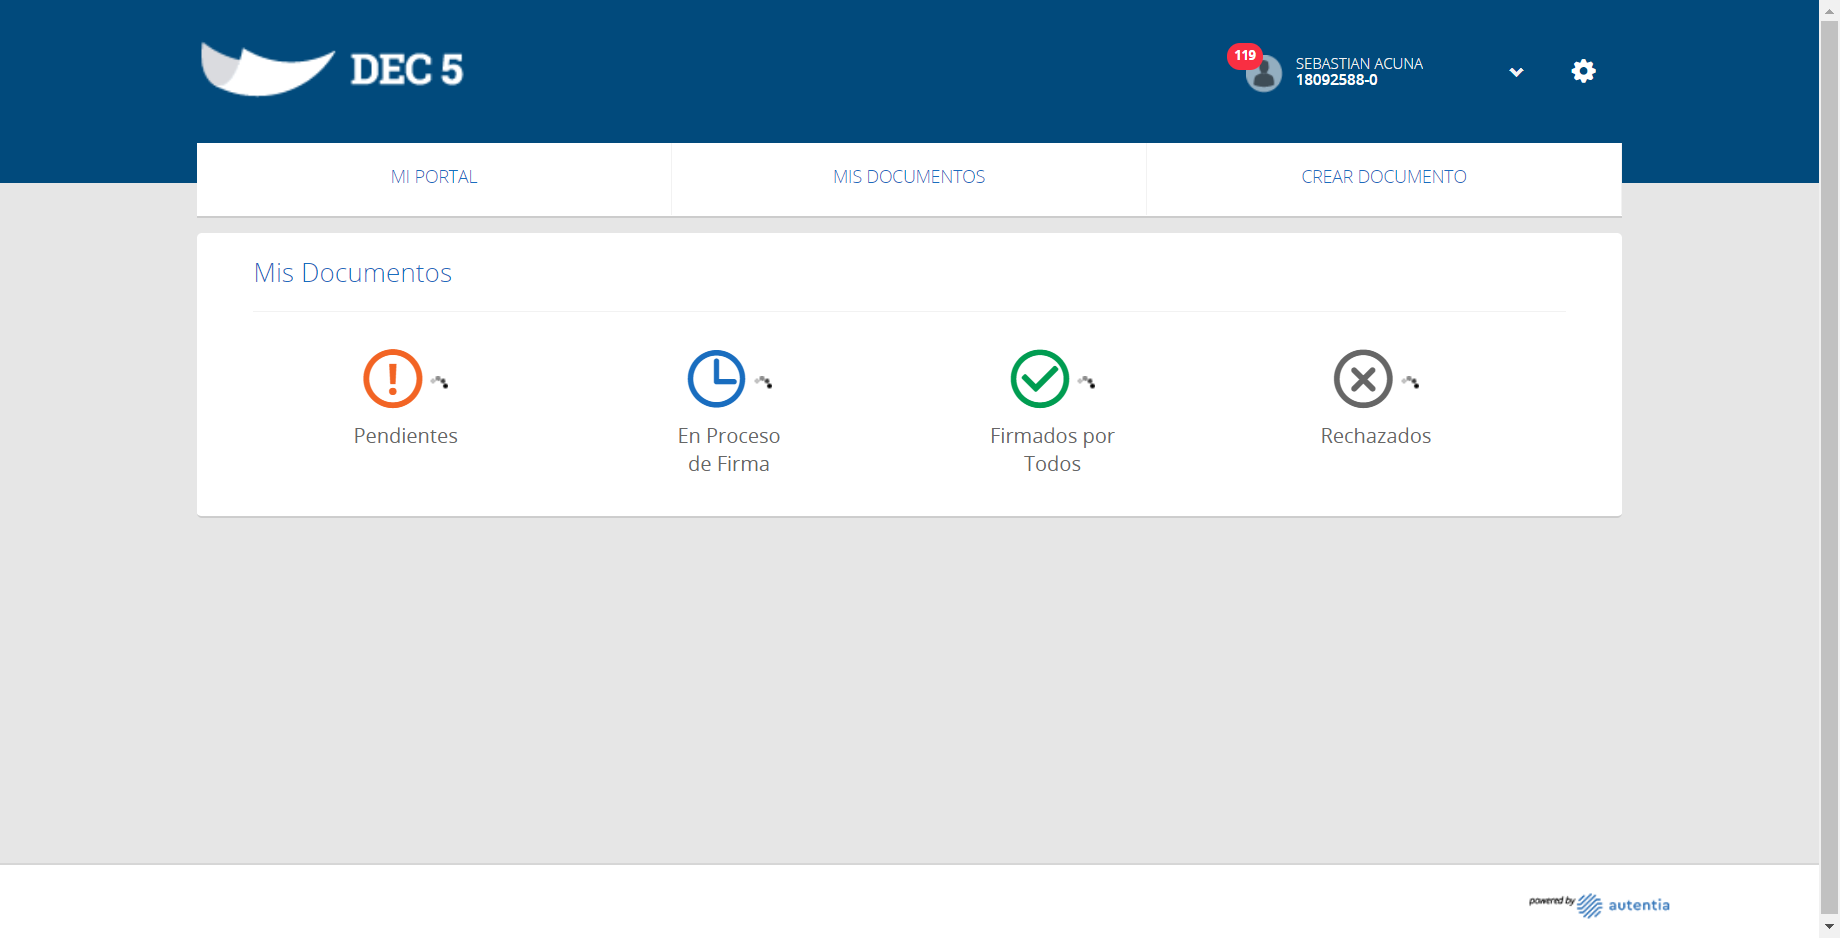 DEC 5
119
SEBASTIAN ACUNA
18092588-0
MI PORTAL
MIS DOCUMENTOS
CREAR DOCUMENTO
Mis Documentos
Pendientes
En Proceso
de Firma
Firmados por
Todos
Rechazados
powered by autentia